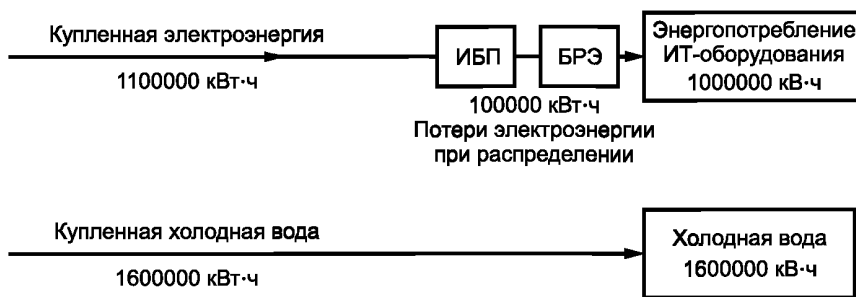 Купленная электроэнергия
1100000 кВт·ч
ИБП
БРЭ
100000 кВт·ч
Потери электроэнергии
при распределении
Энергопотребление
ИТ-оборудования
1000000 кВ·ч
Купленная холодная вода
1600000 кВт·ч
Холодная вода
1600000 кВ·ч